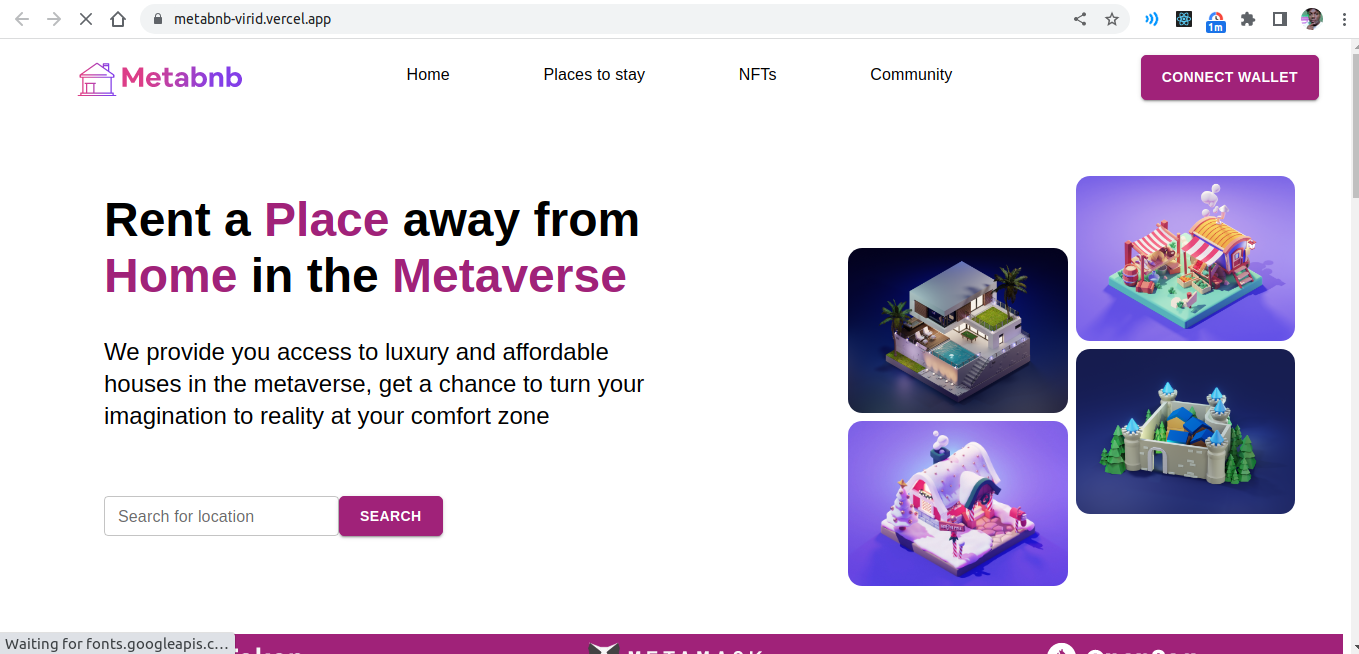 metabnb-virid.vercel.app
1m
Metabnb
Home
Places to stay
NFTs
Community
CONNECT WALLET
Rent a Place away from
Home in the Metaverse
We provide you access to luxury and affordable
houses in the metaverse, get a chance to turn your
imagination to reality at your comfort zone
Search for location
SEARCH
Waiting for fonts.googleapis.c...
METAMASK
OpenSea